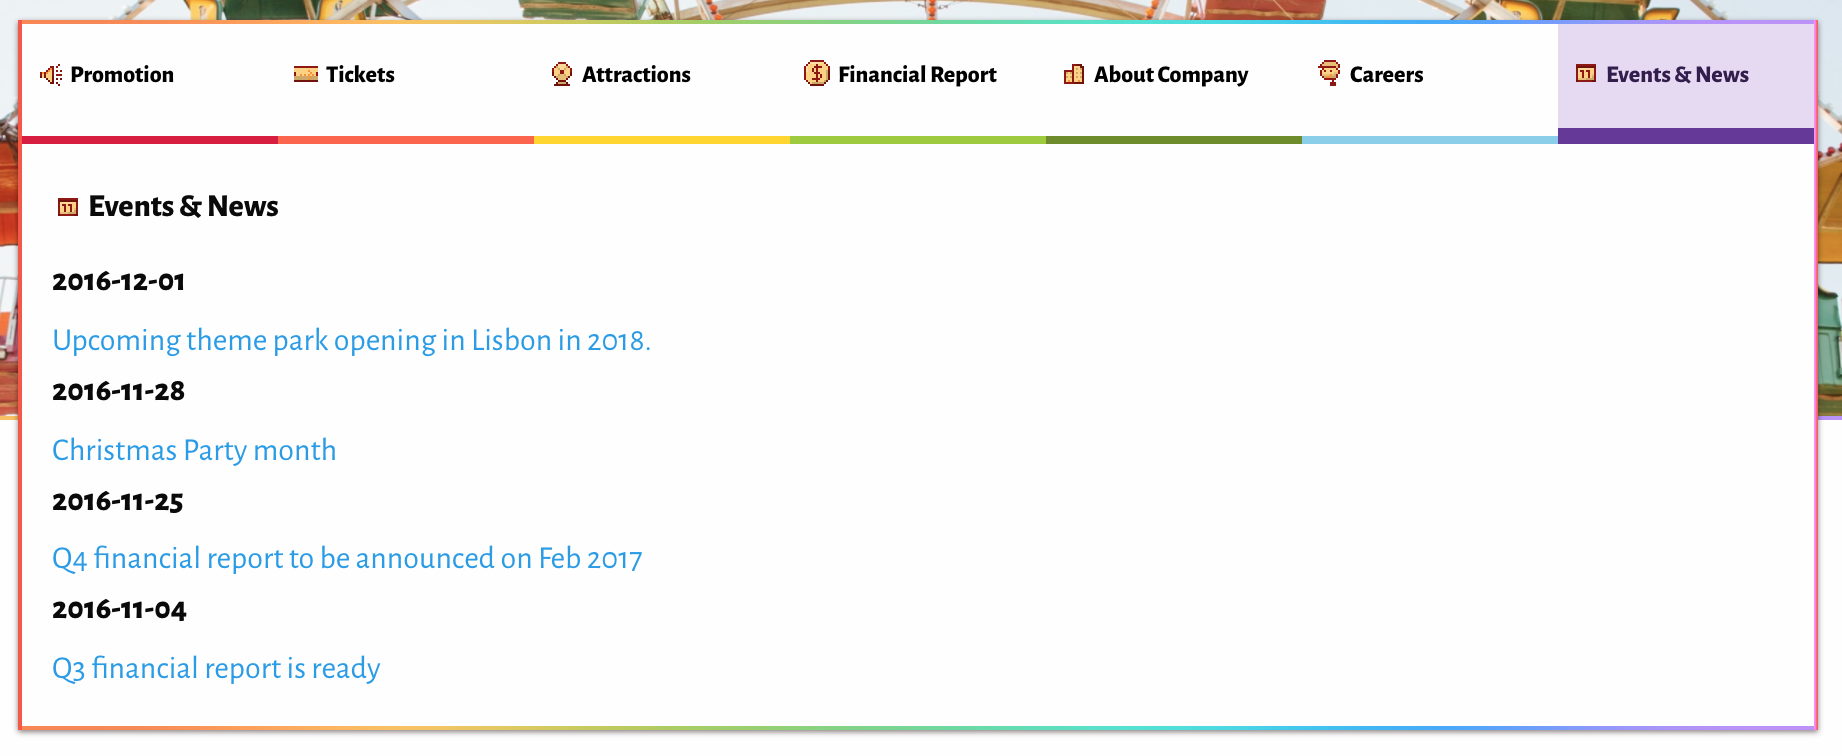 Promotion
Tickets
Attractions
Financial Report
About Company
Careers
Events & News
Events & News
2016-12-01
Upcoming theme park opening in Lisbon in 2018.
2016-11-28
Christmas Party month
2016-11-25
Q4 financial report to be announced on Feb 2017
2016-11-04
Q3 financial report is ready